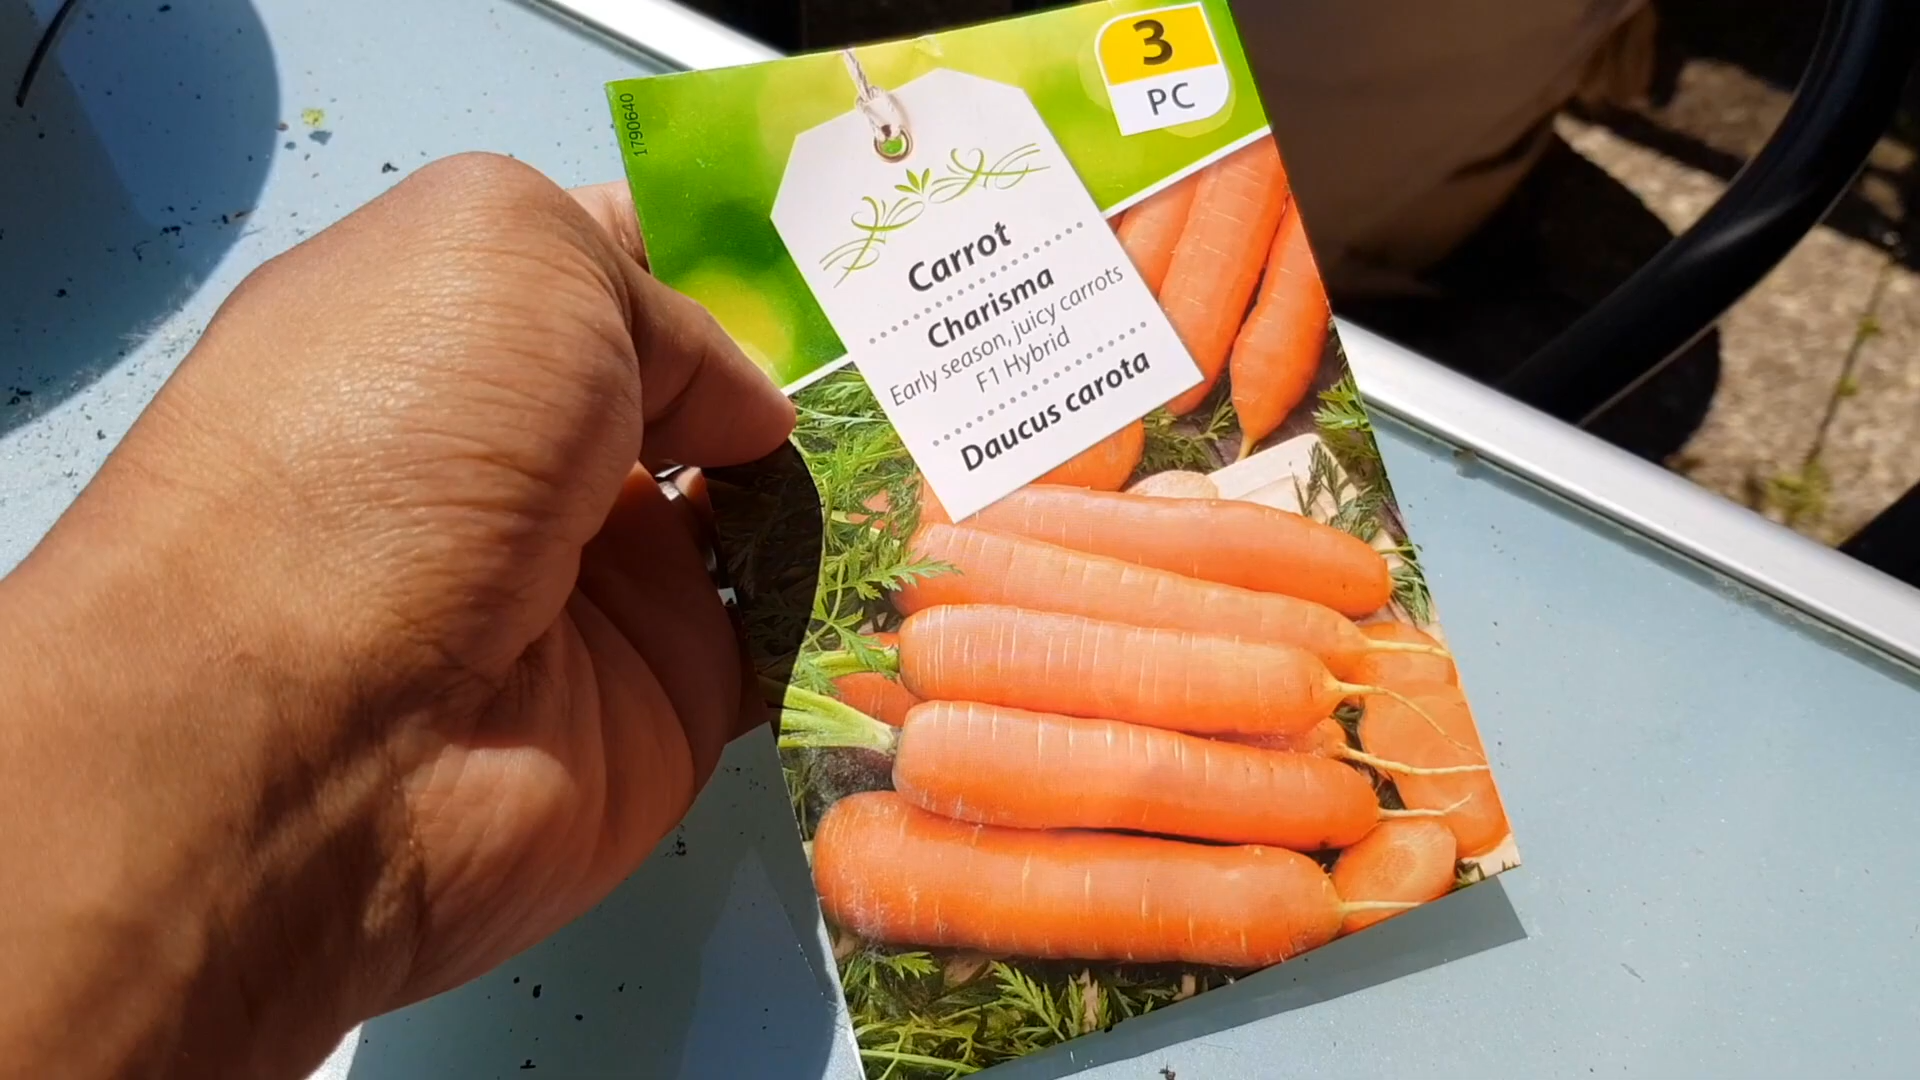 1790640
3
PC
Carrot
Charisma
Early season, juicy carrots
F1 Hybrid
Daucus carota